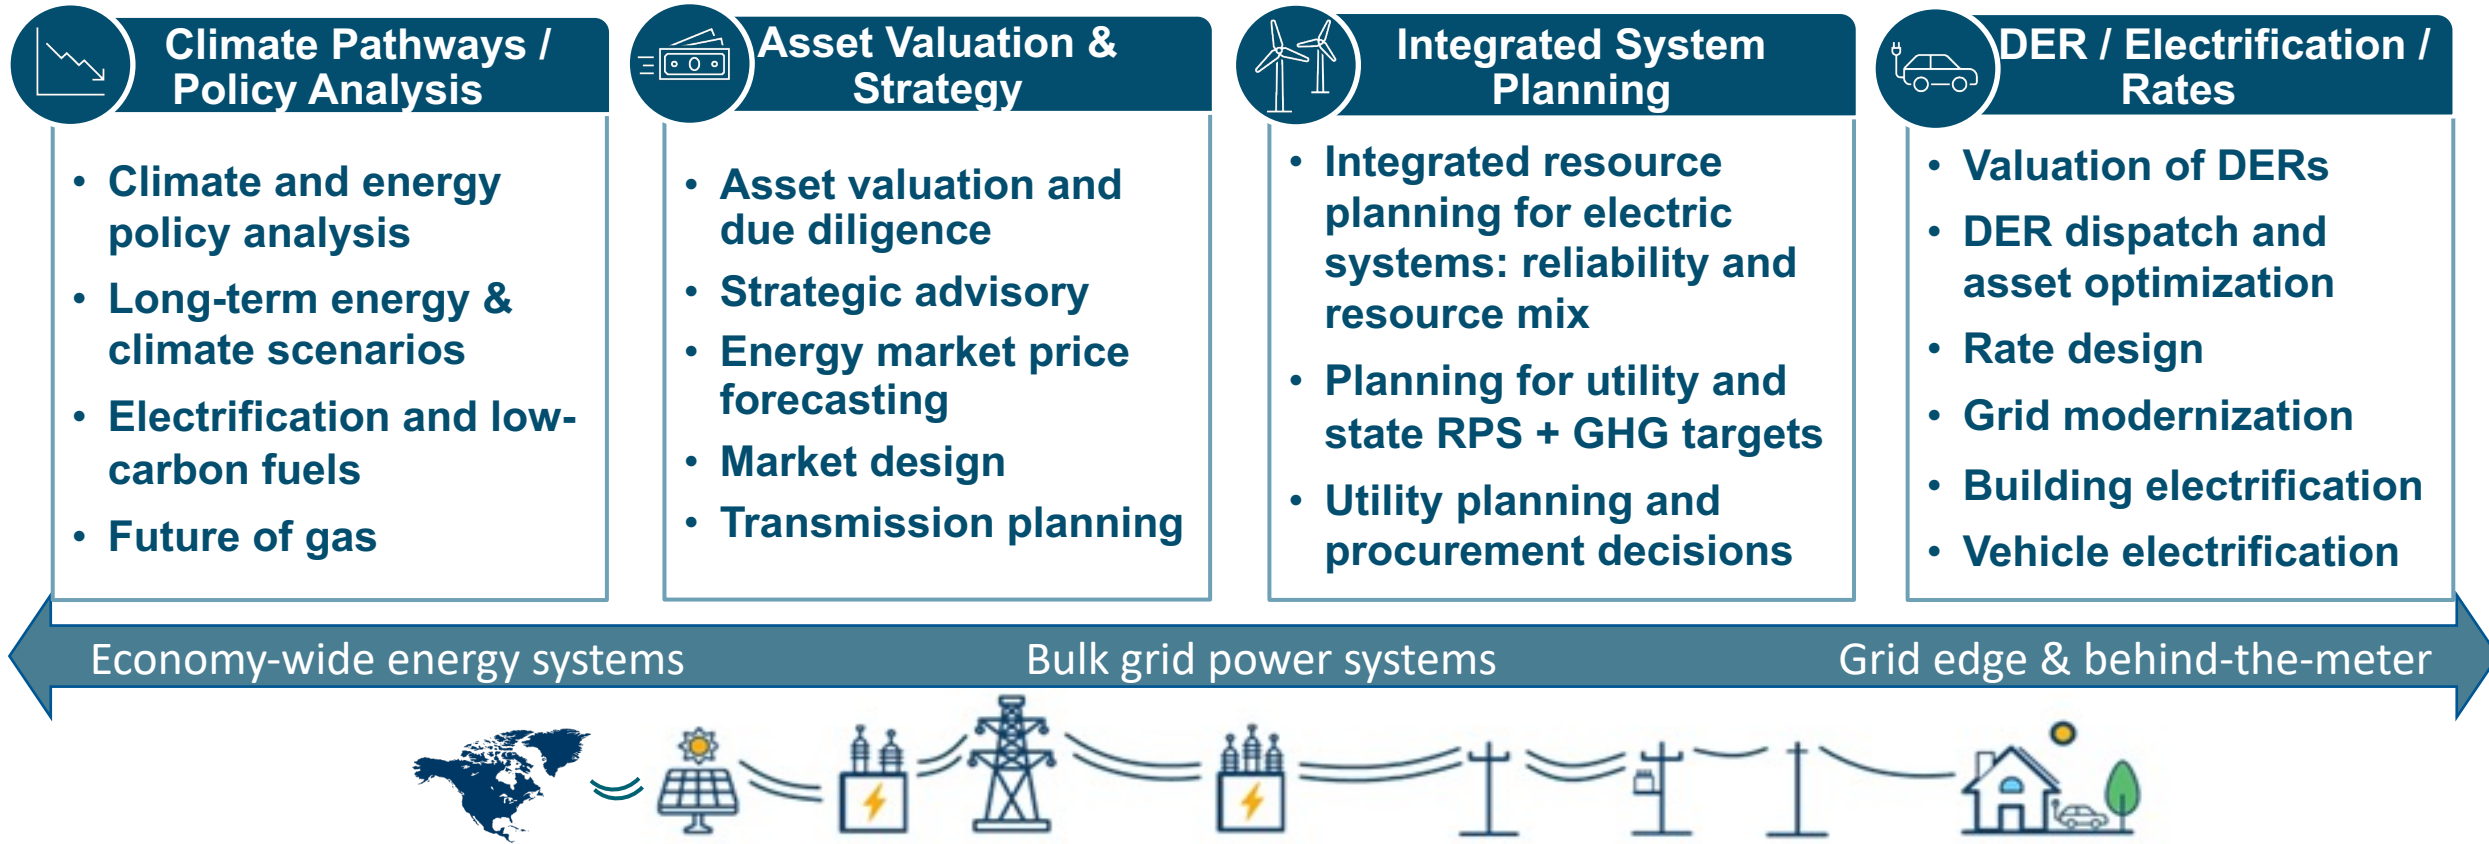 Climate Pathways /
Policy Analysis
• Climate and energy
policy analysis
• Long-term energy &
climate scenarios
• Electrification and low-
carbon fuels
• Future of gas
Asset Valuation &
Strategy
• Asset valuation and
due diligence
• Strategic advisory
• Energy market price
forecasting
• Market design
• Transmission planning
Integrated System
Planning
• Integrated resource
planning for electric
systems: reliability and
resource mix
• Planning for utility and
state RPS + GHG targets
• Utility planning and
procurement decisions
DER / Electrification /
Rates
• Valuation of DERs
• DER dispatch and
asset optimization
• Rate design
• Grid modernization
• Building electrification
• Vehicle electrification
Economy-wide energy systems
Bulk grid power systems
Grid edge & behind-the-meter